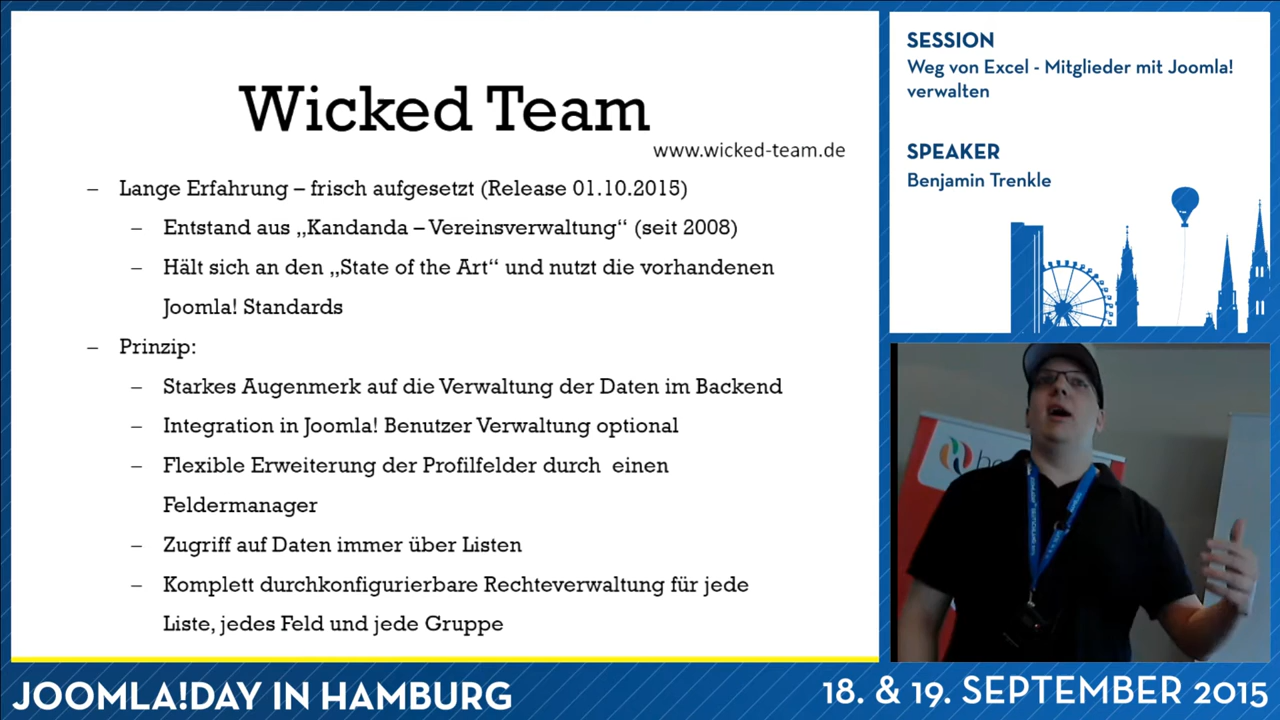 Wicked Team
www.wicked-team.de
– Lange Erfahrung – frisch aufgesetzt (Release 01.10.2015)
– Entstand aus „Kandanda – Vereinsverwaltung“ (seit 2008)
– Hält sich an den „State of the Art“ und nutzt die vorhandenen
Joomla! Standards
– Prinzip:
– Starkes Augenmerk auf die Verwaltung der Daten im Backend
– Integration in Joomla! Benutzer Verwaltung optional
– Flexible Erweiterung der Profilfelder durch einen
Feldermanager
– Zugriff auf Daten immer über Listen
– Komplett durchkonfigurierbare Rechteverwaltung für jede
Liste, jedes Feld und jede Gruppe
SESSION
Weg von Excel - Mitglieder mit Joomla!
verwalten
SPEAKER
Benjamin Trenkle
JOOMLA!DAY IN HAMBURG
18. & 19. SEPTEMBER 2015